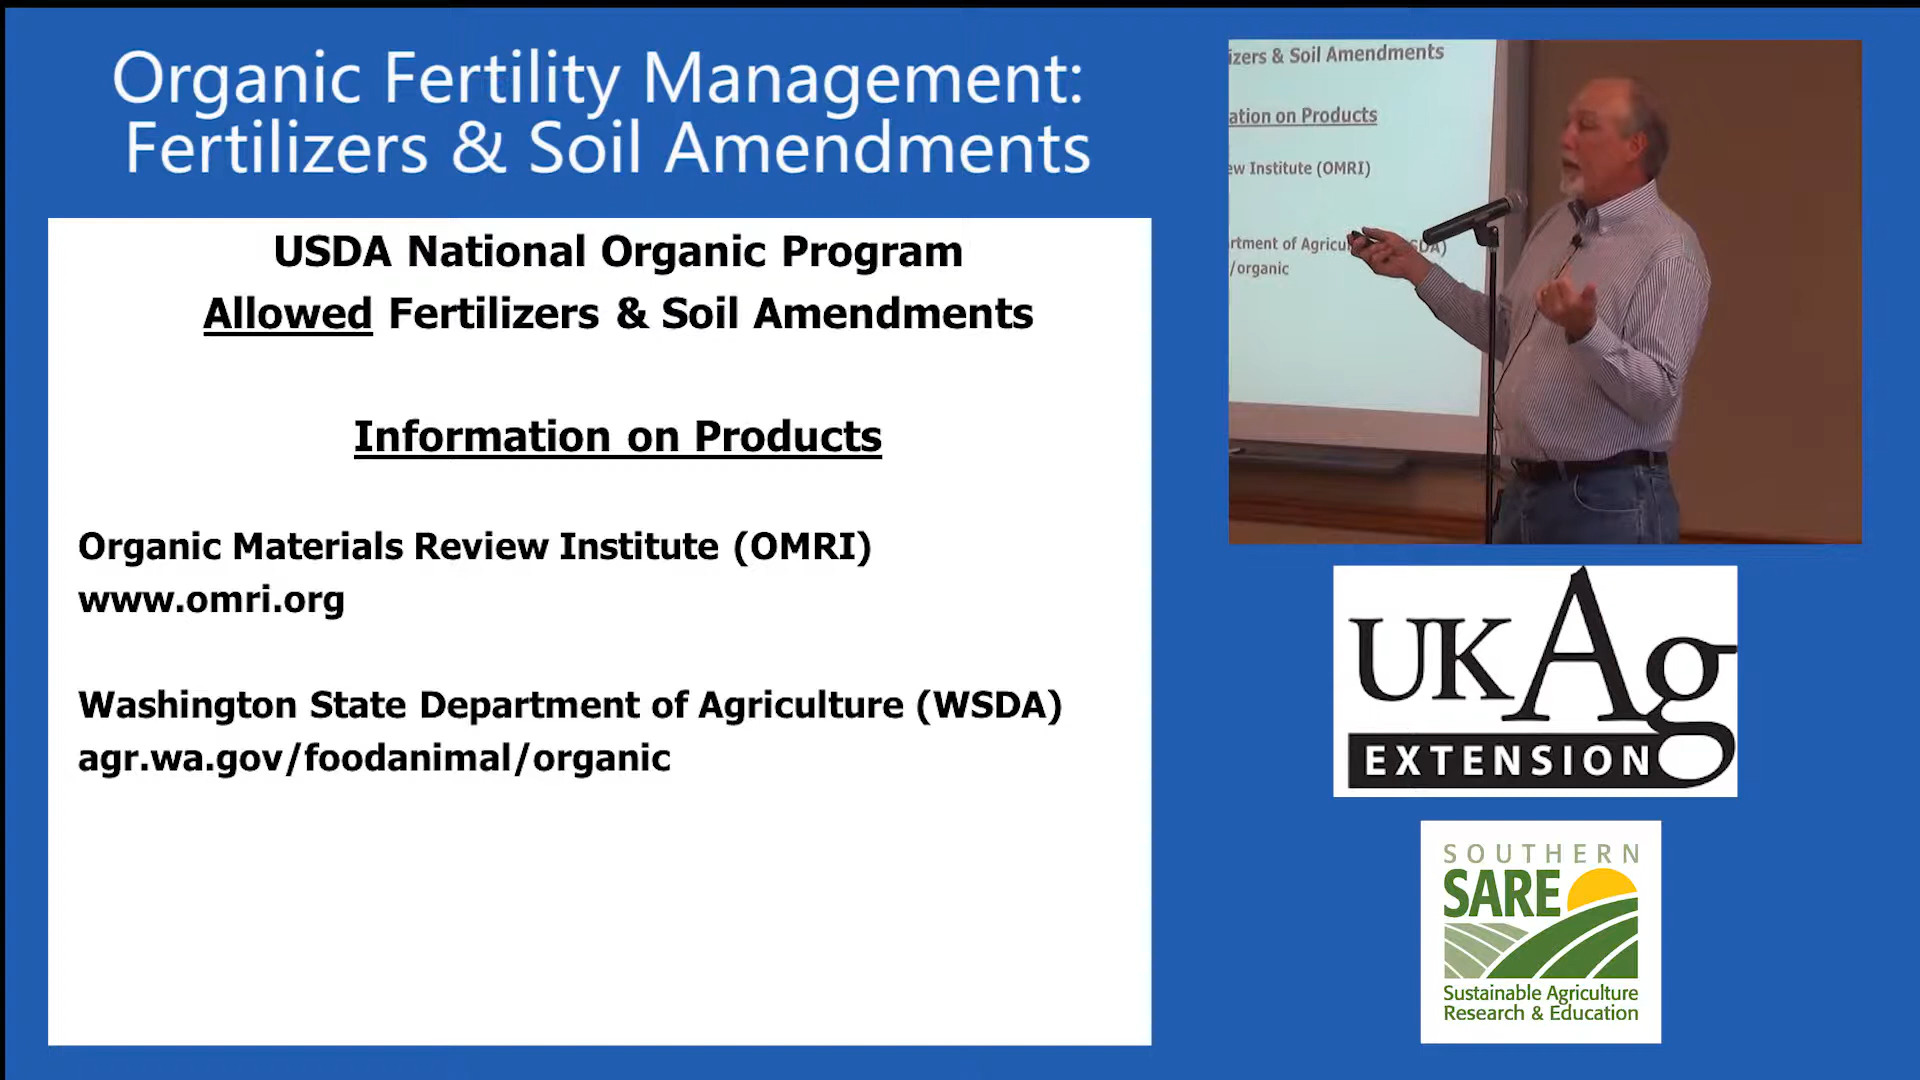 Organic Fertility Management:
Fertilizers & Soil Amendments
USDA National Organic Program
Allowed Fertilizers & Soil Amendments
Information on Products
Organic Materials Review Institute (OMRI)
www.omri.org
Washington State Department of Agriculture (WSDA)
agr.wa.gov/foodanimal/organic
izers & Soil Amendments
ation on Products
ew Institute (OMRI)
rtment of Agricu SDA)
/organic
UKAg
EXTENSION
SOUTHERN
SARE
Sustainable Agriculture
Research & Education